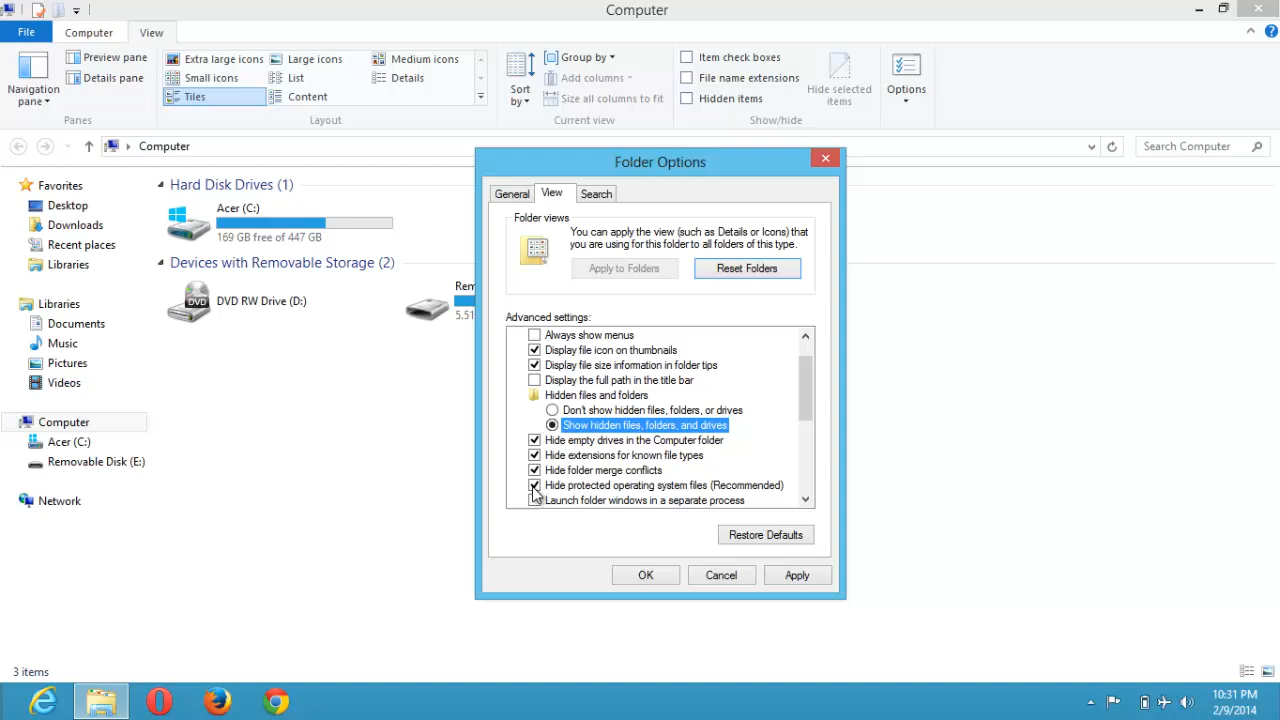 Computer
File
Computer
View
Navigation pane
Preview pane
Details pane
Panes
Extra large icons
Large icons
Medium icons
Small icons
List
Details
Tiles
Content
Layout
Sort by
Group by
Add columns
Size all columns to fit
Current view
Item check boxes
File name extensions
Hidden items
Hide selected items
Show/hide
Options
Computer
Search Computer
Favorites
Desktop
Downloads
Recent places
Libraries
Libraries
Documents
Music
Pictures
Videos
Computer
Acer (C:)
Removable Disk (E:)
Network
Hard Disk Drives (1)
Acer (C:)
169 GB free of 447 GB
Devices with Removable Storage (2)
DVD
DVD RW Drive (D:)
Rem
5.51
Folder Options
General
View
Search
Folder views
You can apply the view (such as Details or Icons) that
you are using for this folder to all folders of this type.
Apply to Folders
Reset Folders
Advanced settings:
Always show menus
Display file icon on thumbnails
Display file size information in folder tips
Display the full path in the title bar
Hidden files and folders
Don't show hidden files, folders, or drives
Show hidden files, folders, and drives
Hide empty drives in the Computer folder
Hide extensions for known file types
Hide folder merge conflicts
Hide protected operating system files (Recommended)
Launch folder windows in a separate process
Restore Defaults
OK
Cancel
Apply
3 items
10:31 PM
2/9/2014